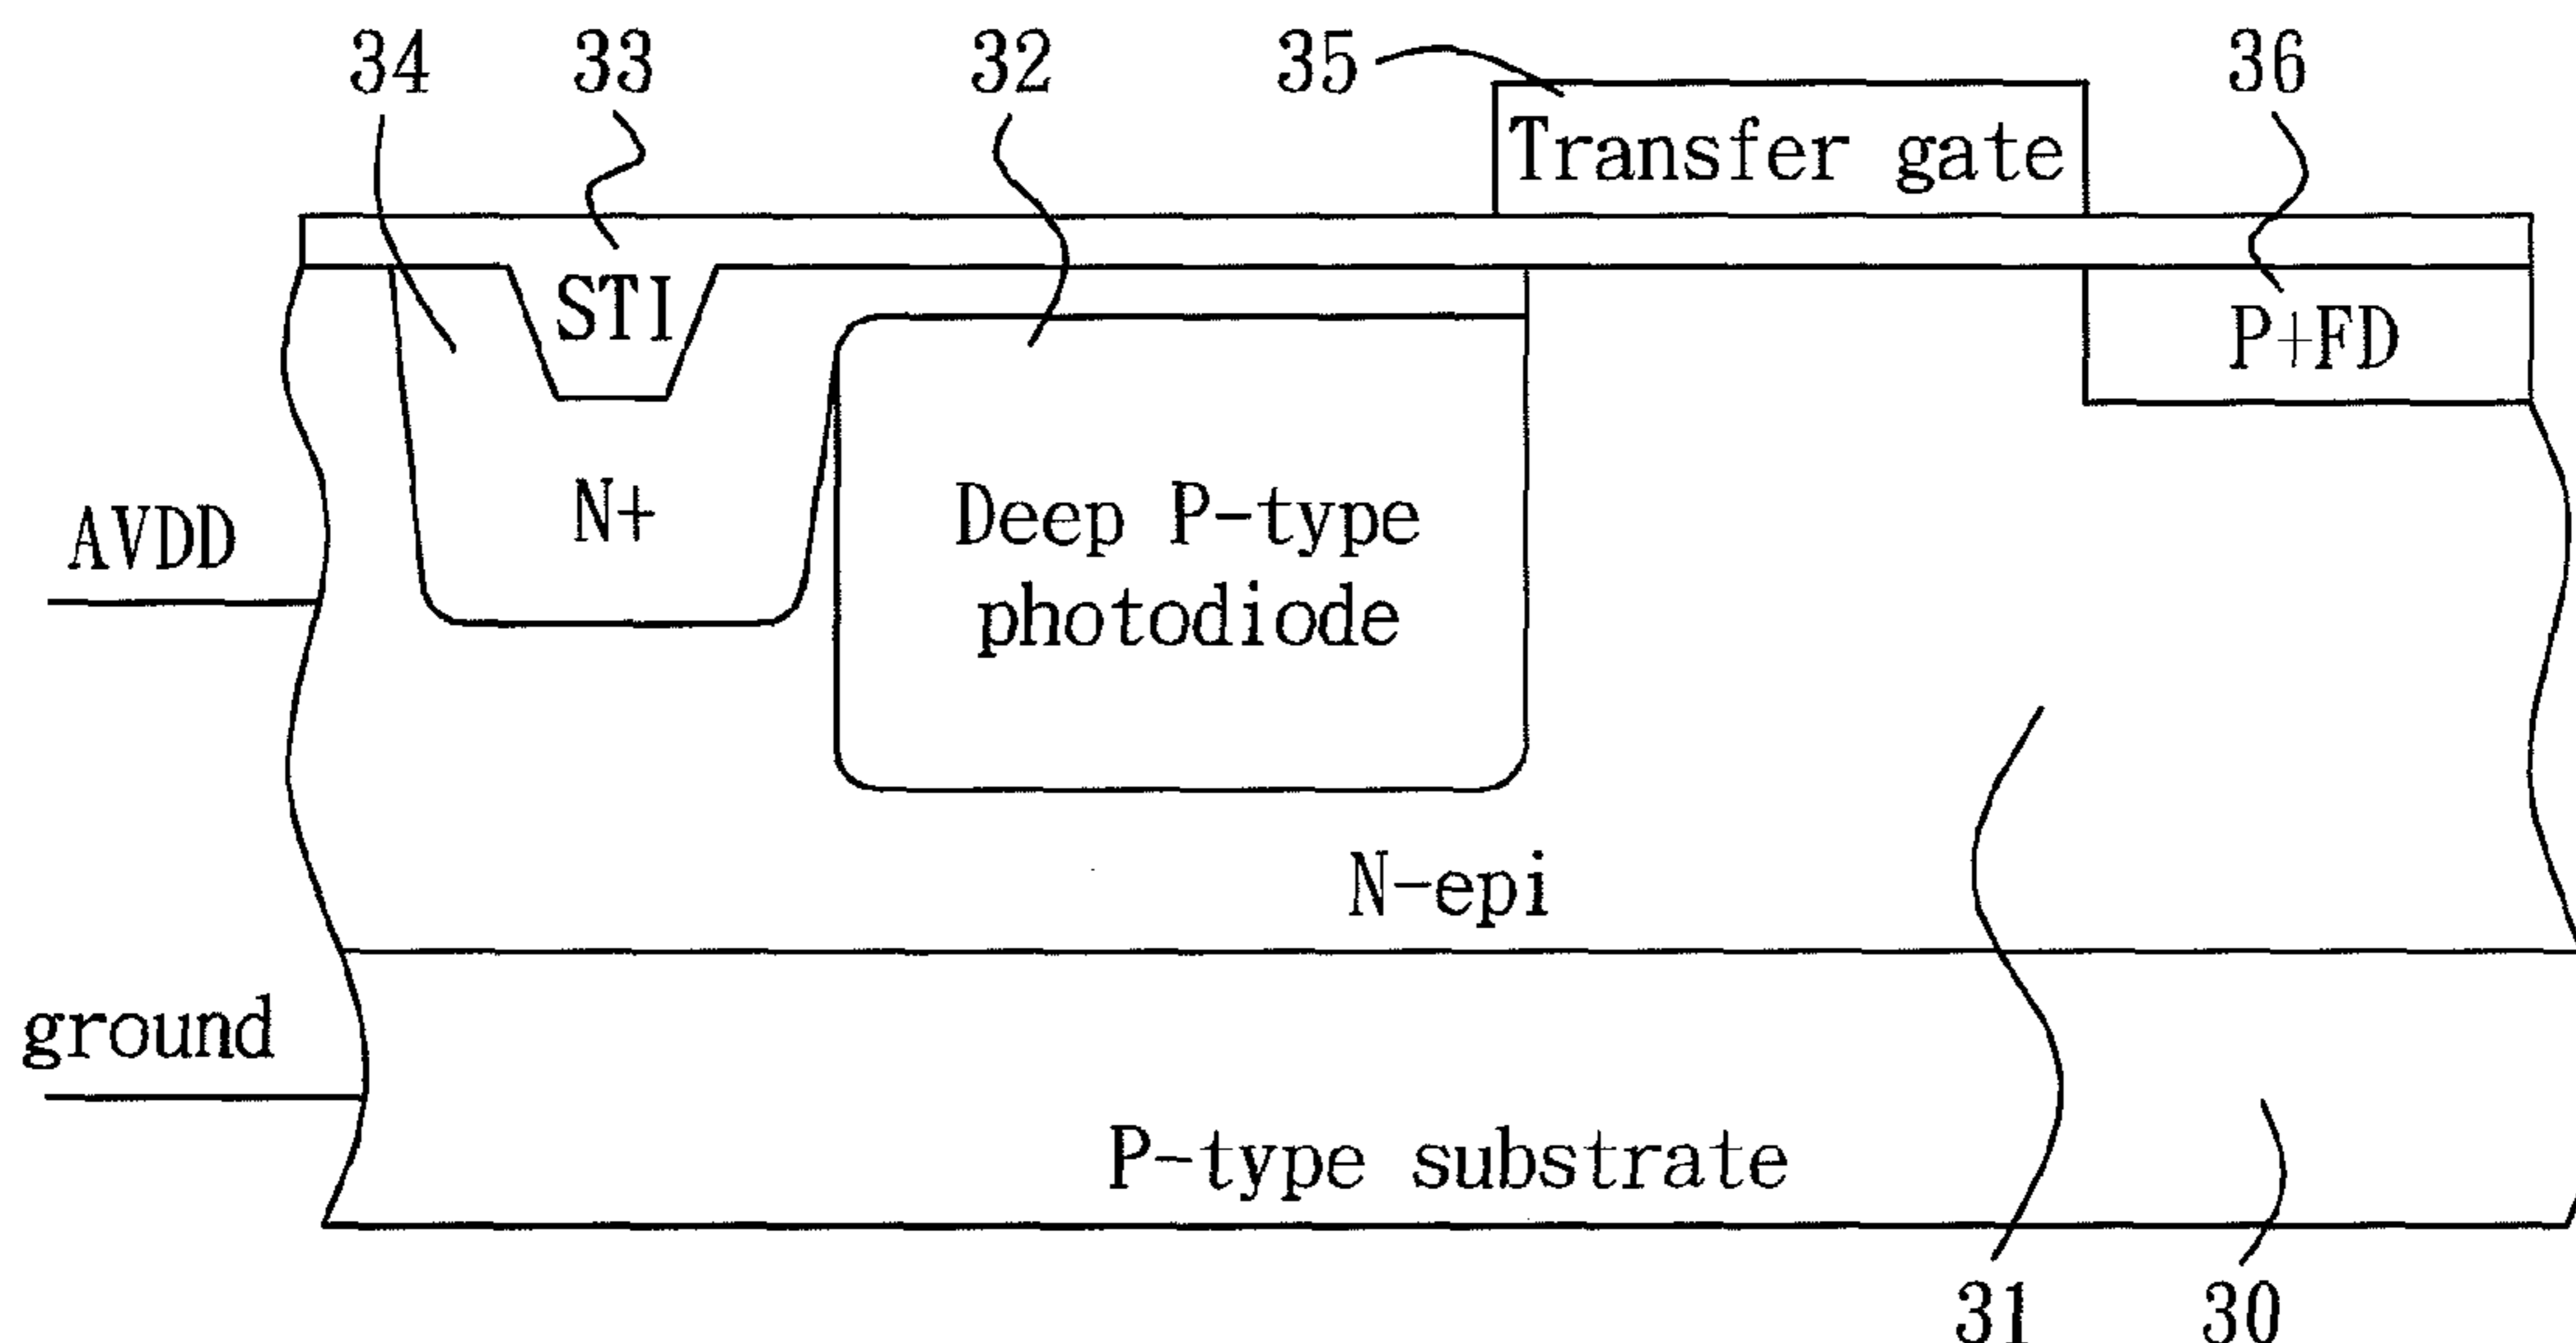 34 33 32 35 36
Transfer gate
STI
P+FD
N+
Deep P-type
photodiode
AVDD
N-epi
ground
P-type substrate
31 30